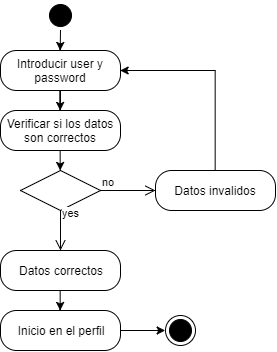 Introducir user y
password
Verificar si los datos
son correctos
no
Datos invalidos
yes
Datos correctos
Inicio en el perfil